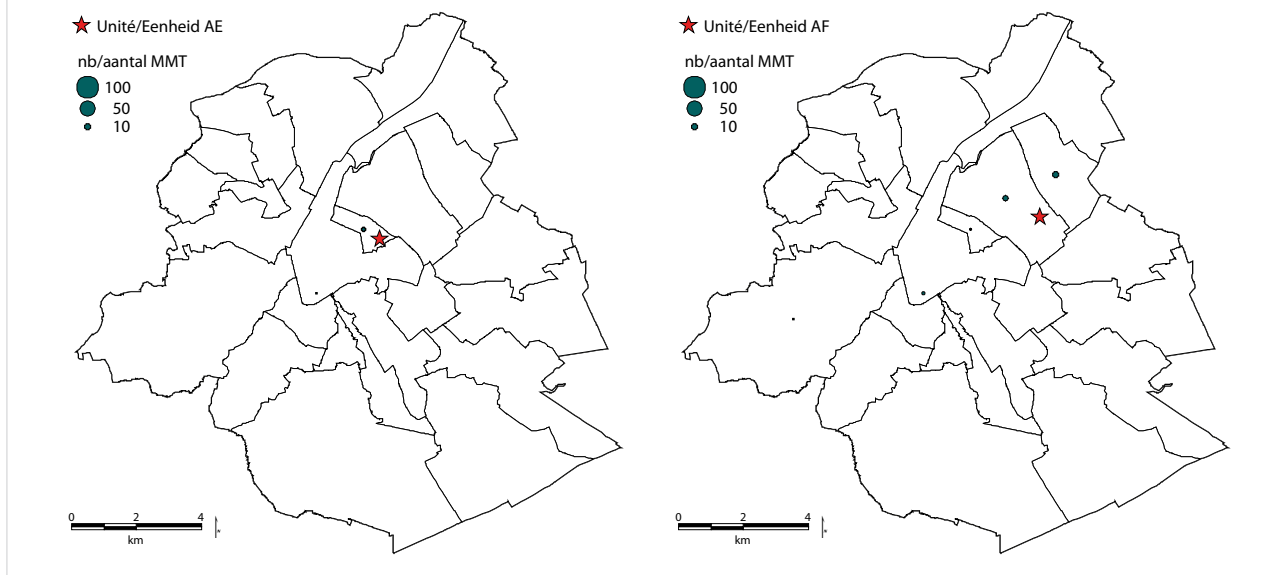 Unité/Eenheid AE
nb/aantal MMT
100
50
10
0 2 4
km
Unité/Eenheid AF
nb/aantal MMT
100
50
10
0 2 4
km